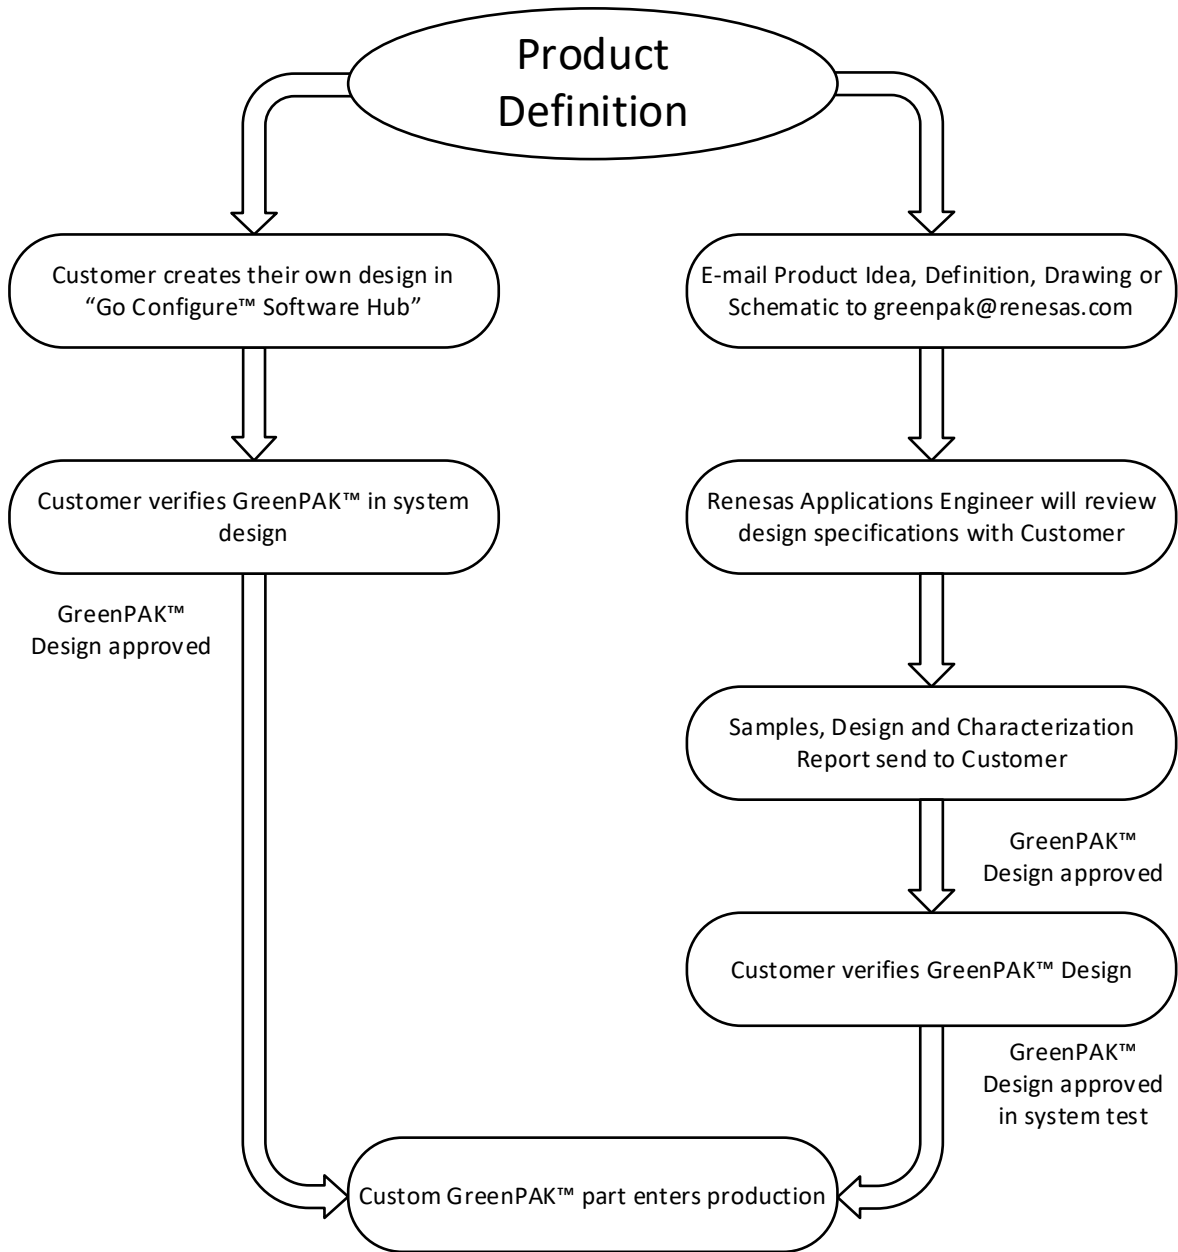 Product
Definition
Customer creates their own design in
“Go Configure™ Software Hub”
Customer verifies GreenPAK™ in system
design
GreenPAK™
Design approved
E-mail Product Idea, Definition, Drawing or
Schematic to greenpak@renesas.com
Renesas Applications Engineer will review
design specifications with Customer
Samples, Design and Characterization
Report send to Customer
GreenPAK™
Design approved
Customer verifies GreenPAK™ Design
GreenPAK™
Design approved
in system test
Custom GreenPAK™ part enters production